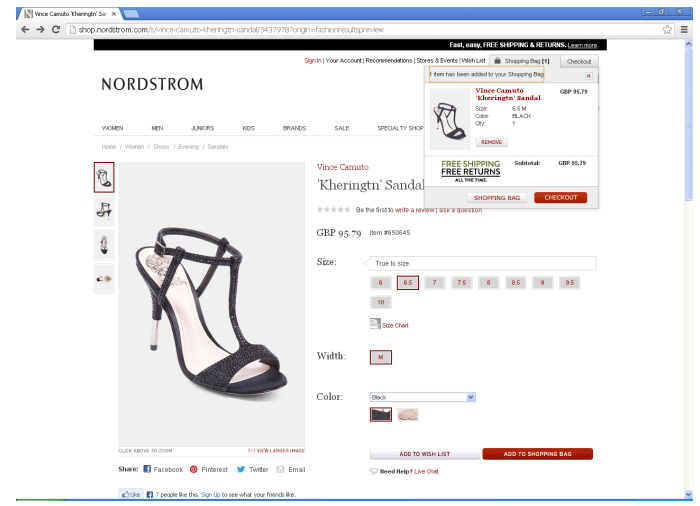 Vince Camuto 'Kheringtn' Sar
shop.nordstrom.com/s/vince-camuto-kheringtn-sandal/3437978?origin=fashionresultspreview
Fast, easy, FREE SHIPPING & RETURNS. Learn more.
Sign In | Your Account | Recommendations | Stores & Events | Wish List
Shopping Bag [1]
Checkout
1 item has been added to your Shopping Bag
NORDSTROM
Vince Camuto
'Kheringtn' Sandal
GBP 95.79
Size: 6.5 M
Color: BLACK
Qty: 1
REMOVE
WOMEN MEN JUNIORS KIDS BRANDS SALE SPECIALTY SHOP
Home / Women / Shoes / Evening / Sandals
FREE SHIPPING
FREE RETURNS
ALL THE TIME.
Subtotal: GBP 95.79
SHOPPING BAG
CHECKOUT
Vince Camuto
'Kheringtn' Sandal
Be the first to write a review | ask a question
GBP 95.79 Item #650645
Size: True to size
6 6.5 7 7.5 8 8.5 9 9.5
10
Size Chart
Width: M
Color: Black
CLICK ABOVE TO ZOOM
[+] VIEW LARGER IMAGE
ADD TO WISH LIST
ADD TO SHOPPING BAG
Share: Facebook Pinterest Twitter Email
Need Help? Live Chat
Like 7 people like this. Sign Up to see what your friends like.